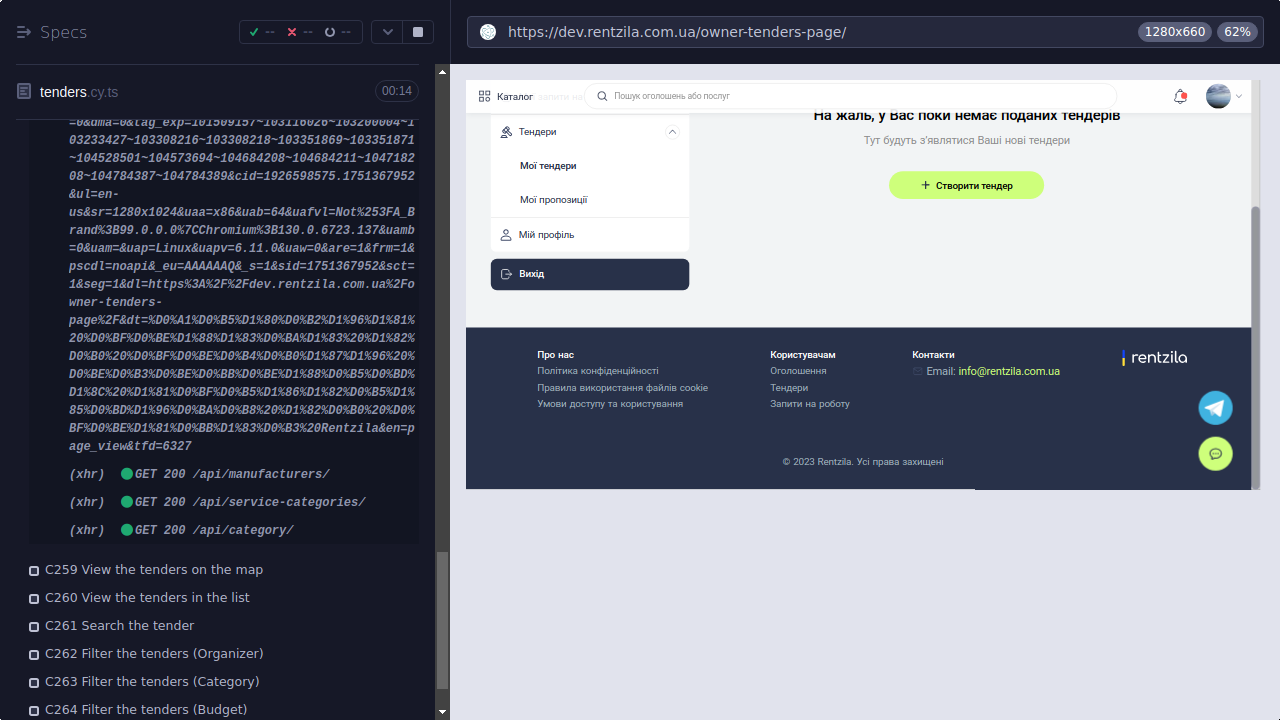 Specs
--
--
--
https://dev.rentzila.com.ua/owner-tenders-page/
1280x660
62%
tenders.cy.ts
00:14
=0&dma=0&tag_exp=101509157~103116026~103200004~1
03233427~103308216~103308218~103351869~103351871
~104528501~104573694~104684208~104684211~1047182
08~104784387~104784389&cid=1926598575.1751367952
&ul=en-
us&sr=1280x1024&uaa=x86&uab=64&uafvl=Not%253FA_B
rand%3B99.0.0.0%7CChromium%3B130.0.6723.137&uamb
=0&uam=&uap=Linux&uapv=6.11.0&uaw=0&are=1&frm=1&
pscdl=noapi&_eu=AAAAAAQ&_s=1&sid=1751367952&sct=
1&seg=1&dl=https%3A%2F%2Fdev.rentzila.com.ua%2Fo
wner-tenders-
page%2F&dt=%D0%A1%D0%B5%D1%80%D0%B2%D1%96%D1%81%
20%D0%BF%D0%BE%D1%88%D1%83%D0%BA%D1%83%20%D1%82%
D0%B0%20%D0%BF%D0%BE%D0%B4%D0%B0%D1%87%D1%96%20%
D0%BE%D0%B3%D0%BE%D0%BB%D0%BE%D1%88%D0%B5%D0%BD%
D1%8C%20%D1%81%D0%BF%D0%B5%D1%86%D1%82%D0%B5%D1%
85%D0%BD%D1%96%D0%BA%D0%B8%20%D1%82%D0%B0%20%D0%
BF%D0%BE%D1%81%D0%BB%D1%83%D0%B3%20Rentzila&en=p
age_view&tfd=6327
(xhr) GET 200 /api/manufacturers/
(xhr) GET 200 /api/service-categories/
(xhr) GET 200 /api/category/
C259 View the tenders on the map
C260 View the tenders in the list
C261 Search the tender
C262 Filter the tenders (Organizer)
C263 Filter the tenders (Category)
C264 Filter the tenders (Budget)
Каталог
Пошук оголошень або послуг
Тендери
Мої тендери
Мої пропозиції
Мій профіль
Вихід
На жаль, у Вас поки немає поданих тендерів
Тут будуть з'являтися Ваші нові тендери
Створити тендер
Про нас
Політика конфіденційності
Правила використання файлів cookie
Умови доступу та користування
Користувачам
Оголошення
Тендери
Запити на роботу
Контакти
Email: info@rentzila.com.ua
rentzila
© 2023 Rentzila. Усі права захищені